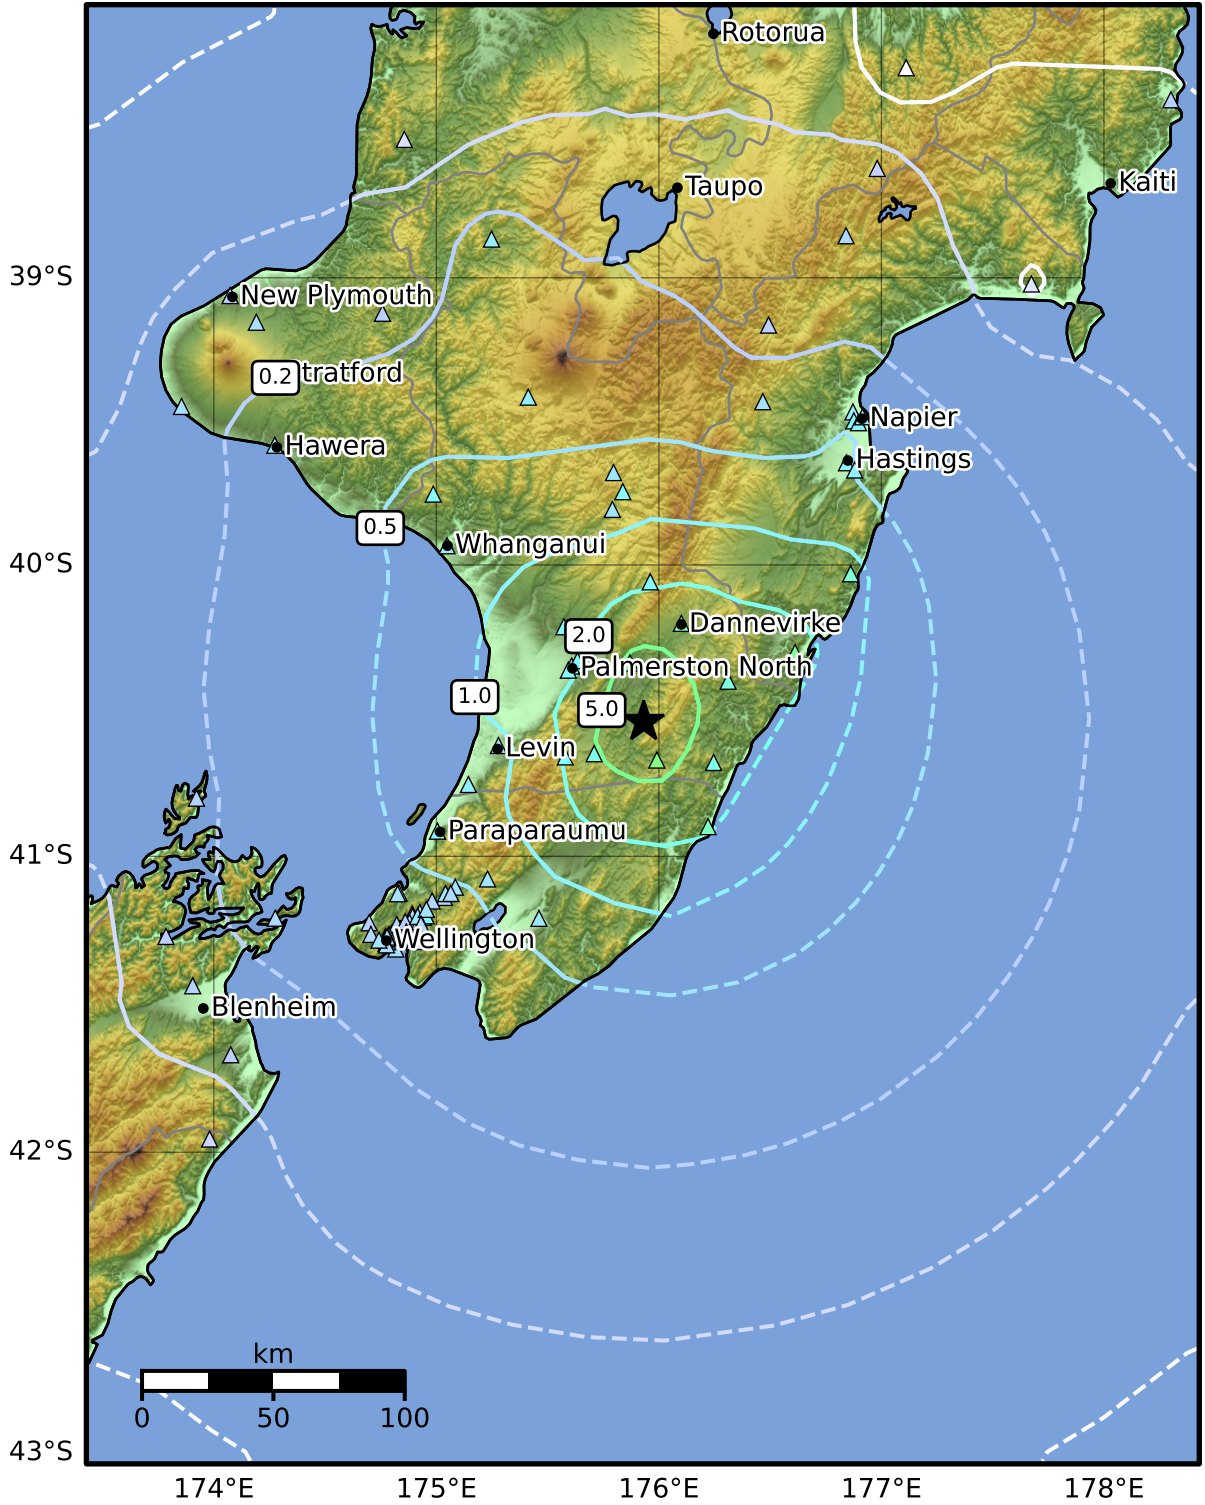 Rotorua
Taupo
Kaiti
39°S
New Plymouth
0.2
tratford
Napier
Hawera
Hastings
0.5
Whanganui
40°S
Dannevirke
2.0
Palmerston North
1.0
5.0
Levin
Paraparaumu
41°S
Wellington
Blenheim
42°S
km
0 50 100
43°S
174°E 175°E 176°E 177°E 178°E